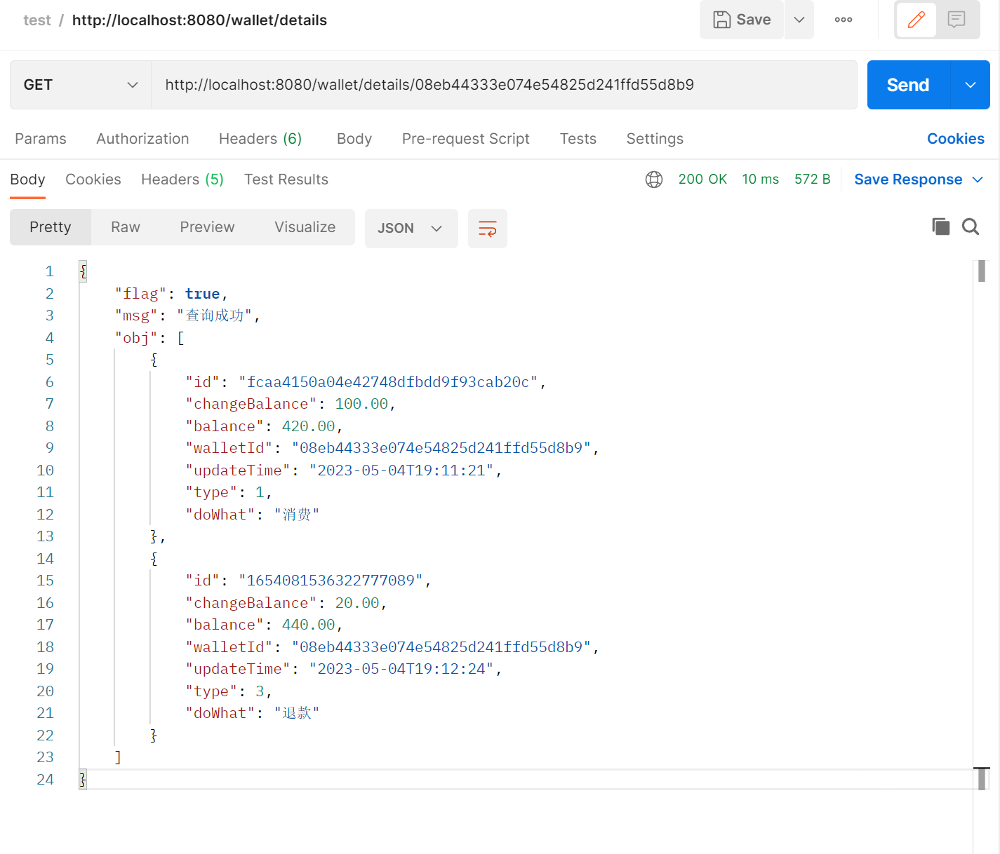 test / http://localhost:8080/wallet/details Save
GET http://localhost:8080/wallet/details/08eb44333e074e54825d241ffd55d8b9 Send
Params Authorization Headers (6) Body Pre-request Script Tests Settings Cookies
Body Cookies Headers (5) Test Results 200 OK 10 ms 572 B Save Response
Pretty Raw Preview Visualize JSON
1 {
2 "flag": true,
3 "msg": "查询成功",
4 "obj": [
5 {
6 "id": "fcaa4150a04e42748dfbdd9f93cab20c",
7 "changeBalance": 100.00,
8 "balance": 420.00,
9 "walletId": "08eb44333e074e54825d241ffd55d8b9",
10 "updateTime": "2023-05-04T19:11:21",
11 "type": 1,
12 "doWhat": "消费"
13 },
14 {
15 "id": "1654081536322777089",
16 "changeBalance": 20.00,
17 "balance": 440.00,
18 "walletId": "08eb44333e074e54825d241ffd55d8b9",
19 "updateTime": "2023-05-04T19:12:24",
20 "type": 3,
21 "doWhat": "退款"
22 }
23 ]
24 }